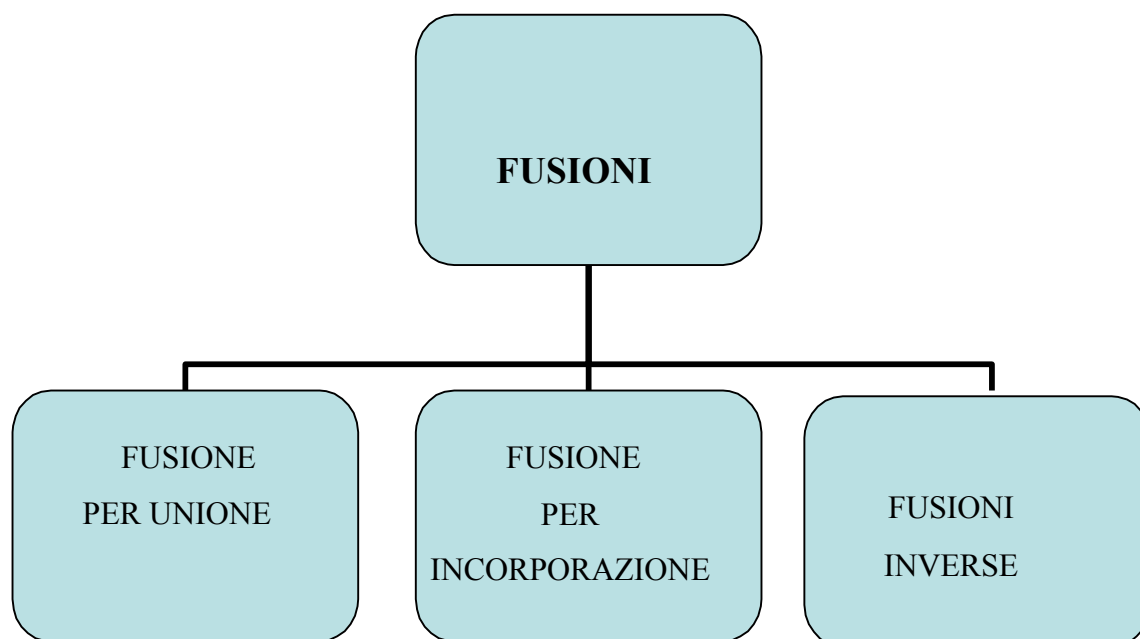 FUSIONI
FUSIONE
PER UNIONE
FUSIONE
PER
INCORPORAZIONE
FUSIONI
INVERSE